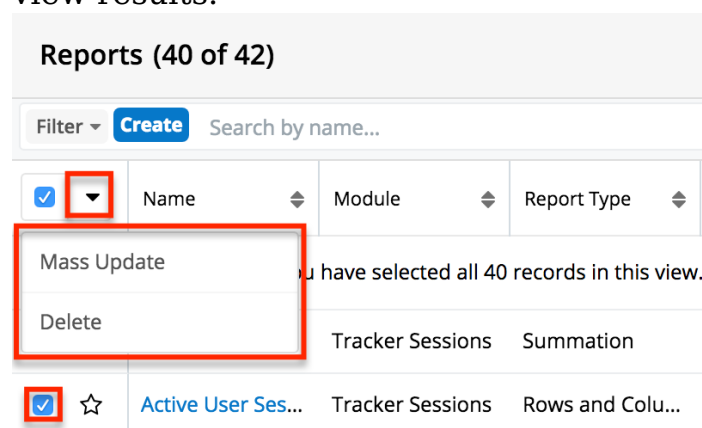 view results.
Reports (40 of 42)
Filter Create Search by name...
Name Module Report Type
Mass Update
have selected all 40 records in this view.
Delete
Tracker Sessions Summation
Active User Ses... Tracker Sessions Rows and Colu...